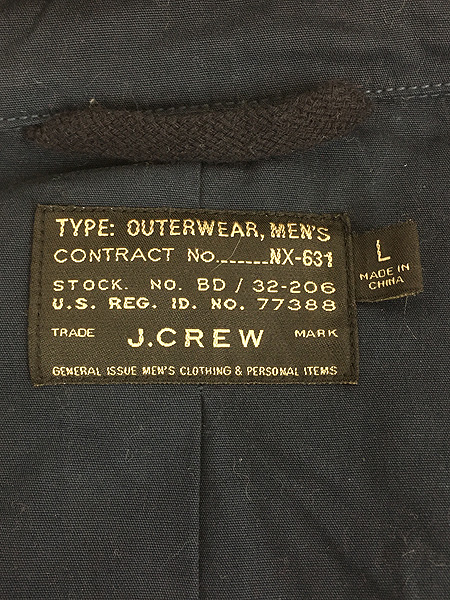 TYPE: OUTERWEAR, MEN'S
CONTRACT No.......NX-631
STOCK. NO. BD / 32-206
U.S. REG. ID. NO. 77388
TRADE J.CREW MARK
GENERAL ISSUE MEN'S CLOTHING & PERSONAL ITEMS
L
MADE IN
CHINA